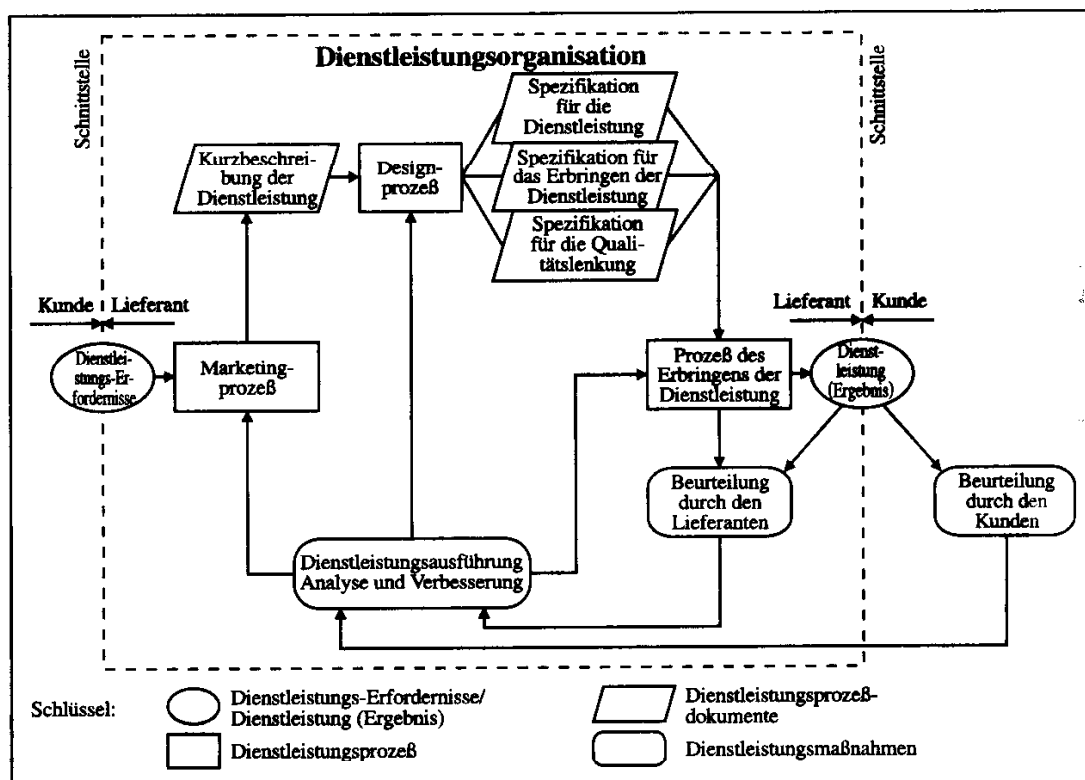 Dienstleistungsorganisation
Schnittstelle
Schnittstelle
Spezifikation
für die
Dienstleistung
Kurzbeschrei-
bung der
Dienstleistung
Design-
prozeß
Spezifikation für
das Erbringen der
Dienstleistung
Spezifikation
für die Quali-
tätslenkung
Kunde
Lieferant
Lieferant
Kunde
Dienstlei-
stungs-Er-
fordernisse
Marketing-
prozeß
Prozeß des
Erbringens der
Dienstleistung
Dienst-
leistung
(Ergebnis)
Beurteilung
durch den
Lieferanten
Beurteilung
durch den
Kunden
Dienstleistungsausführung
Analyse und Verbesserung
Schlüssel:
Dienstleistungs-Erfordernisse/
Dienstleistung (Ergebnis)
Dienstleistungsprozeß
Dienstleistungsprozeß-
dokumente
Dienstleistungsmaßnahmen